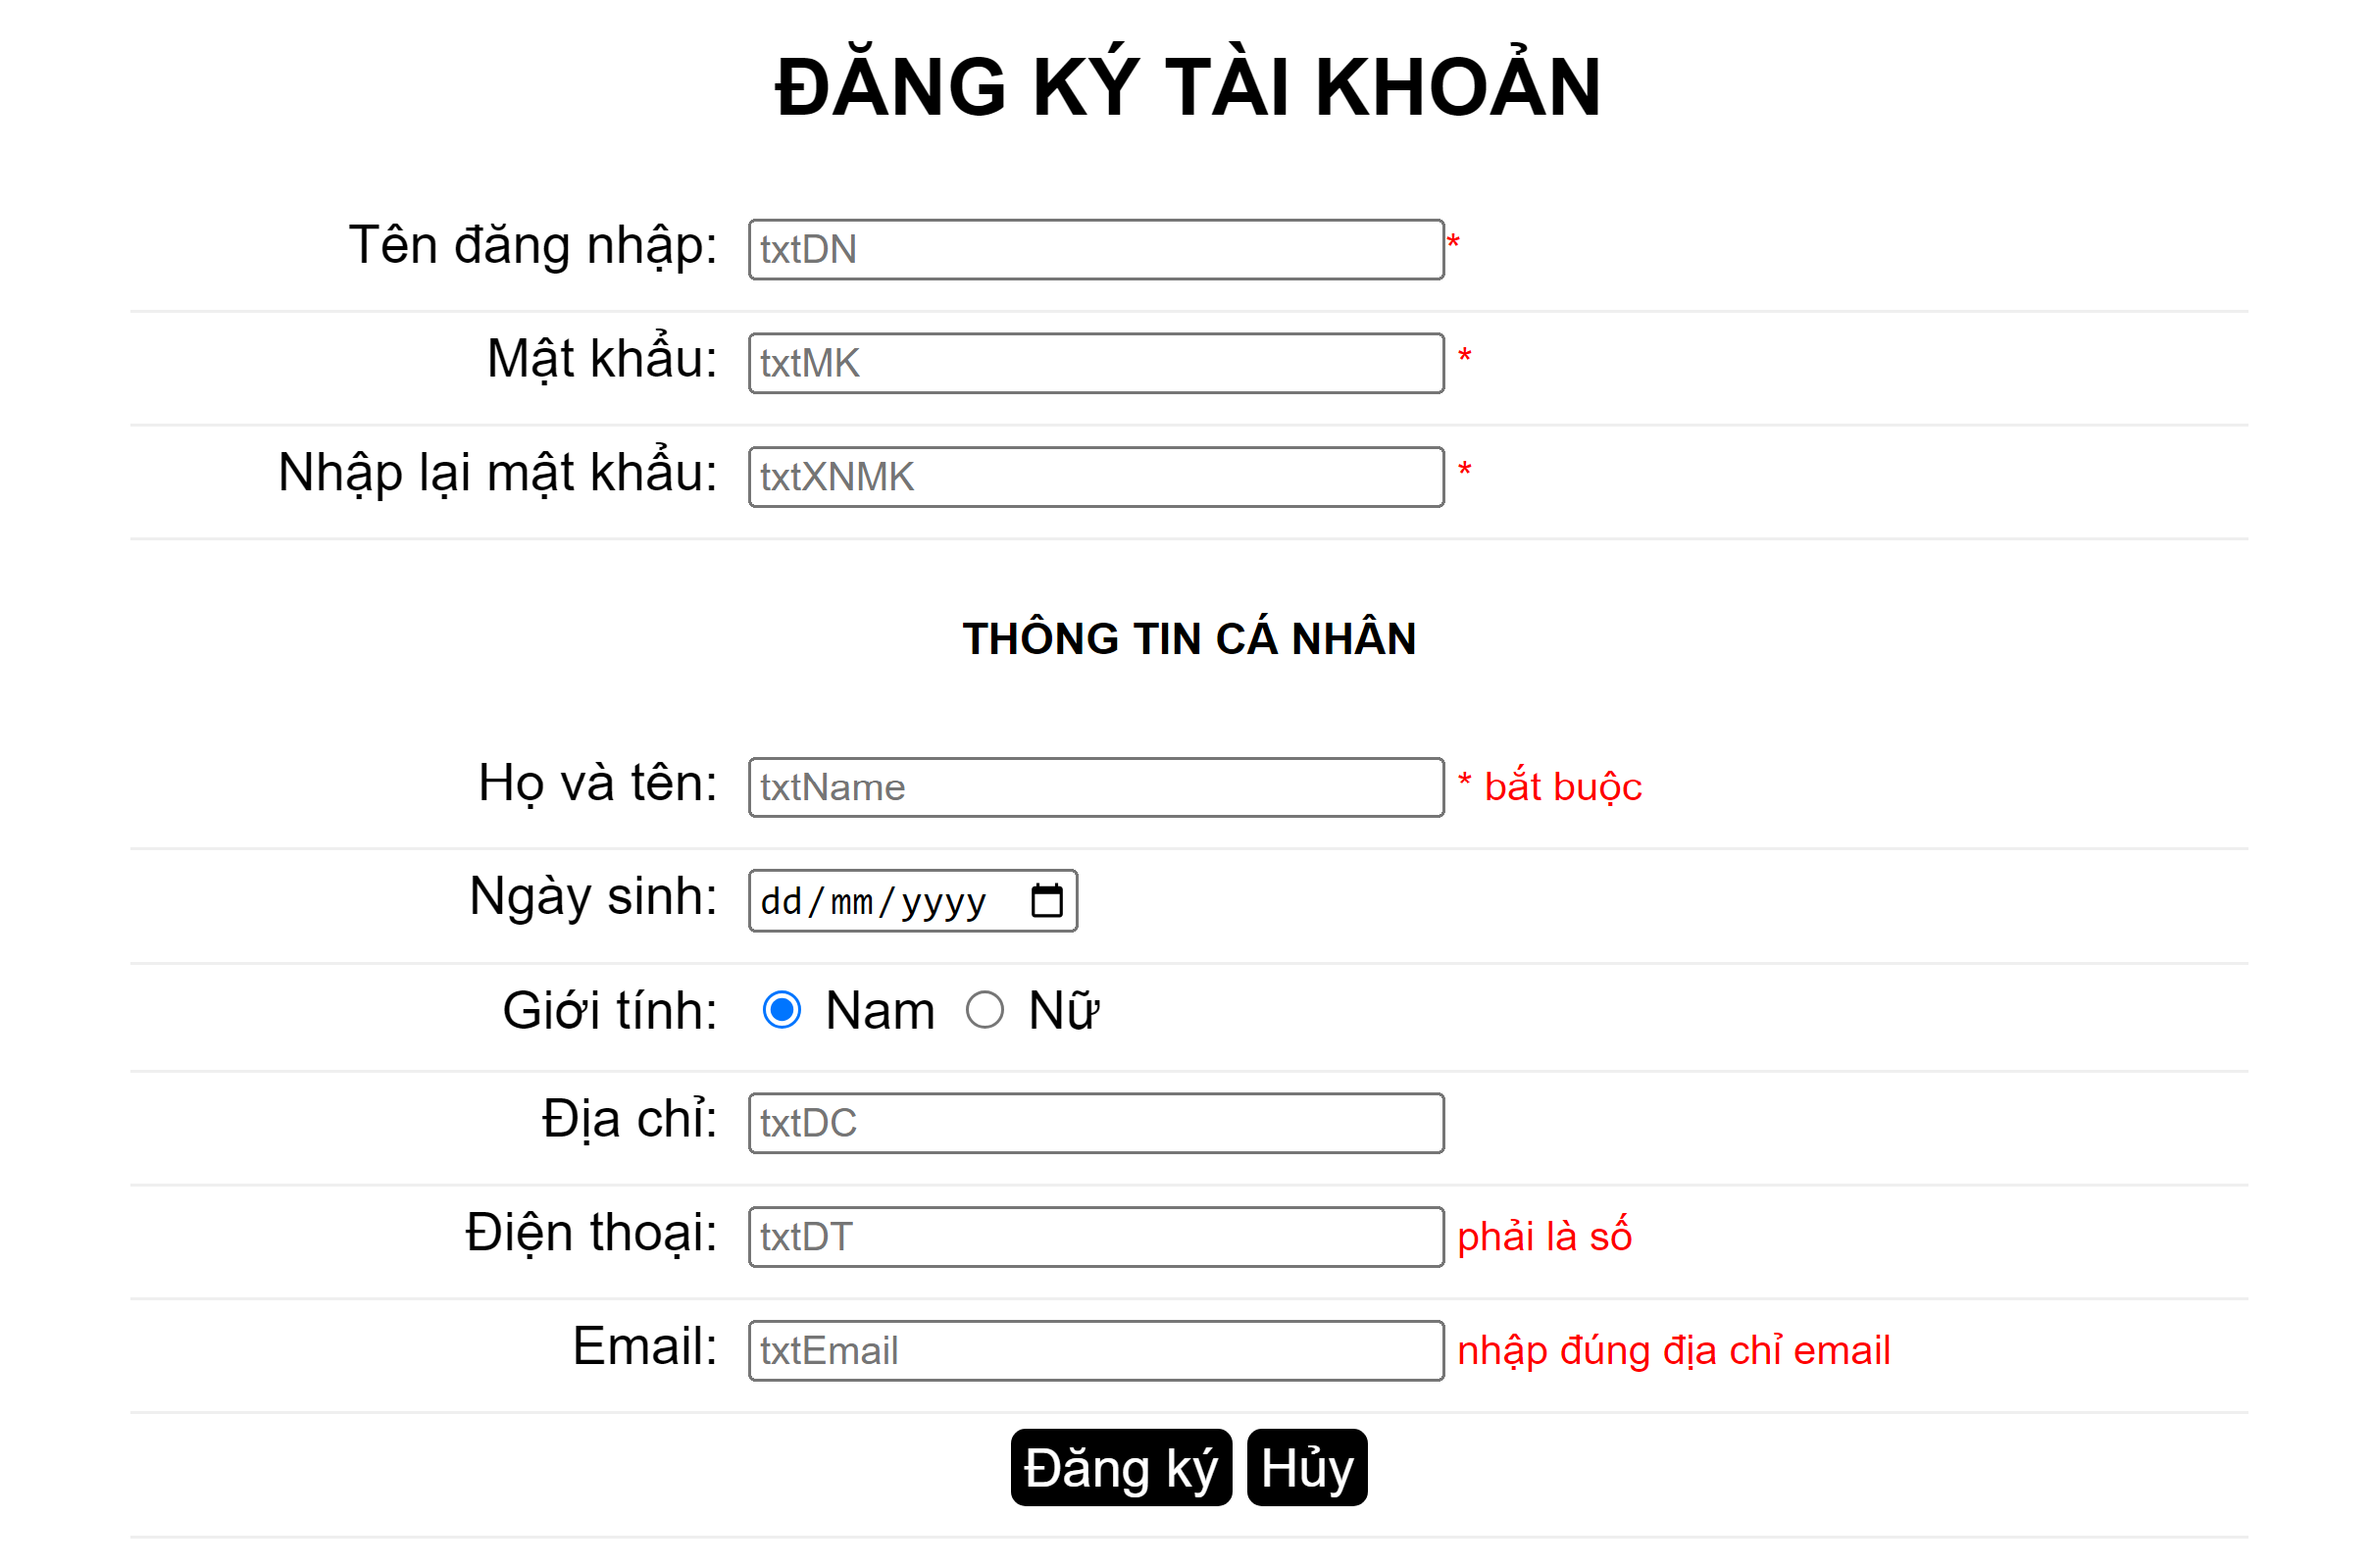 ĐĂNG KÝ TÀI KHOẢN
Tên đăng nhập: txtDN *
Mật khẩu: txtMK *
Nhập lại mật khẩu: txtXNMK *
THÔNG TIN CÁ NHÂN
Họ và tên: txtName * bắt buộc
Ngày sinh: dd/mm/yyyy
Giới tính: Nam Nữ
Địa chỉ: txtDC
Điện thoại: txtDT phải là số
Email: txtEmail nhập đúng địa chỉ email
Đăng ký Hủy